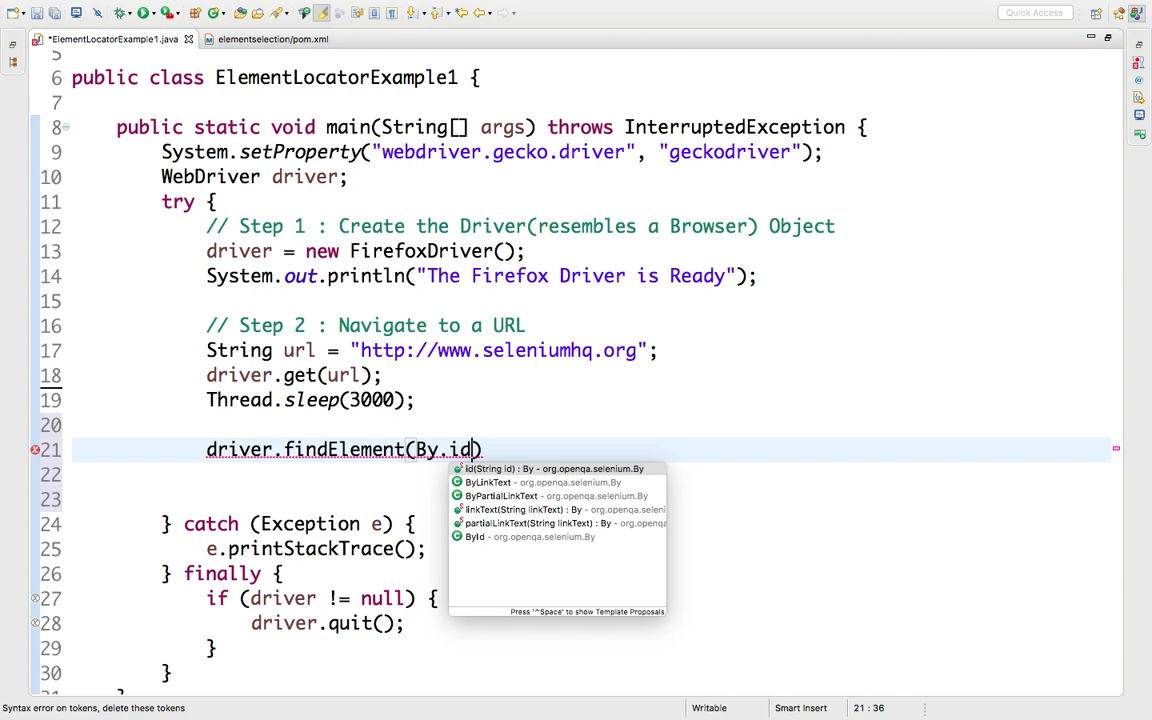 Quick Access
*ElementLocatorExample1.java
elementselection/pom.xml
5
6 public class ElementLocatorExample1 {
7
8 public static void main(String[] args) throws InterruptedException {
9 System.setProperty("webdriver.gecko.driver", "geckodriver");
10 WebDriver driver;
11 try {
12 // Step 1 : Create the Driver(resembles a Browser) Object
13 driver = new FirefoxDriver();
14 System.out.println("The Firefox Driver is Ready");
15
16 // Step 2 : Navigate to a URL
17 String url = "http://www.seleniumhq.org";
18 driver.get(url);
19 Thread.sleep(3000);
20
21 driver.findElement(By.id)
id(String id) : By - org.openqa.selenium.By
22 ByLinkText - org.openqa.selenium.By
ByPartialLinkText - org.openqa.selenium.By
23 linkText(String linkText) : By - org.openqa
partialLinkText(String linkText) : By - org.openqa
24 } catch (Exception e) {
ById - org.openqa.selenium.By
25 e.printStackTrace();
26 } finally {
27 if (driver != null) {
Press '^Space' to show Template Proposals
28 driver.quit();
29 }
30 }
Syntax error on tokens, delete these tokens
Writable
Smart Insert
21 : 36